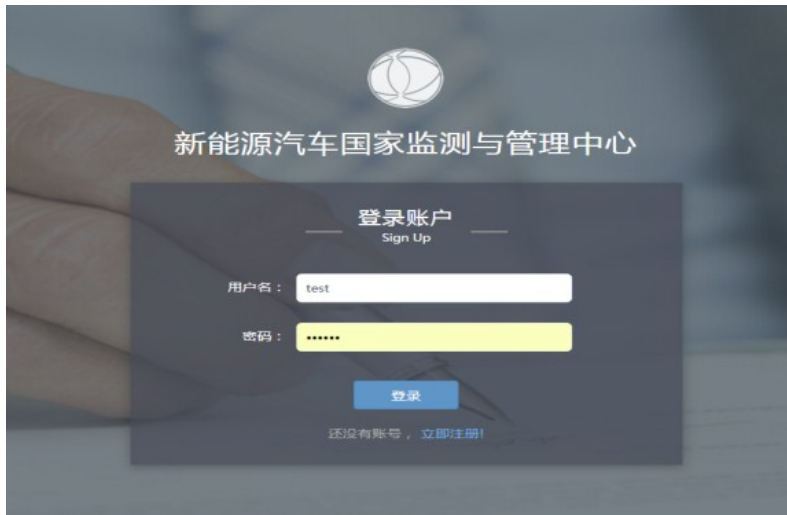 新能源汽车国家监测与管理中心
登录账户
Sign Up
用户名： test
密码： ••••••
登录
还没有账号， 立即注册!